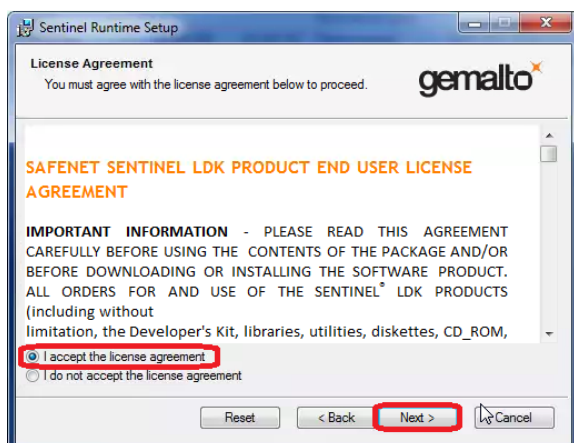 Sentinel Runtime Setup
License Agreement
You must agree with the license agreement below to proceed.
gemalto
SAFENET SENTINEL LDK PRODUCT END USER LICENSE
AGREEMENT
IMPORTANT INFORMATION - PLEASE READ THIS AGREEMENT
CAREFULLY BEFORE USING THE CONTENTS OF THE PACKAGE AND/OR
BEFORE DOWNLOADING OR INSTALLING THE SOFTWARE PRODUCT.
ALL ORDERS FOR AND USE OF THE SENTINEL® LDK PRODUCTS
(including without
limitation, the Developer's Kit, libraries, utilities, diskettes, CD_ROM,
I accept the license agreement
I do not accept the license agreement
Reset < Back Next > Cancel